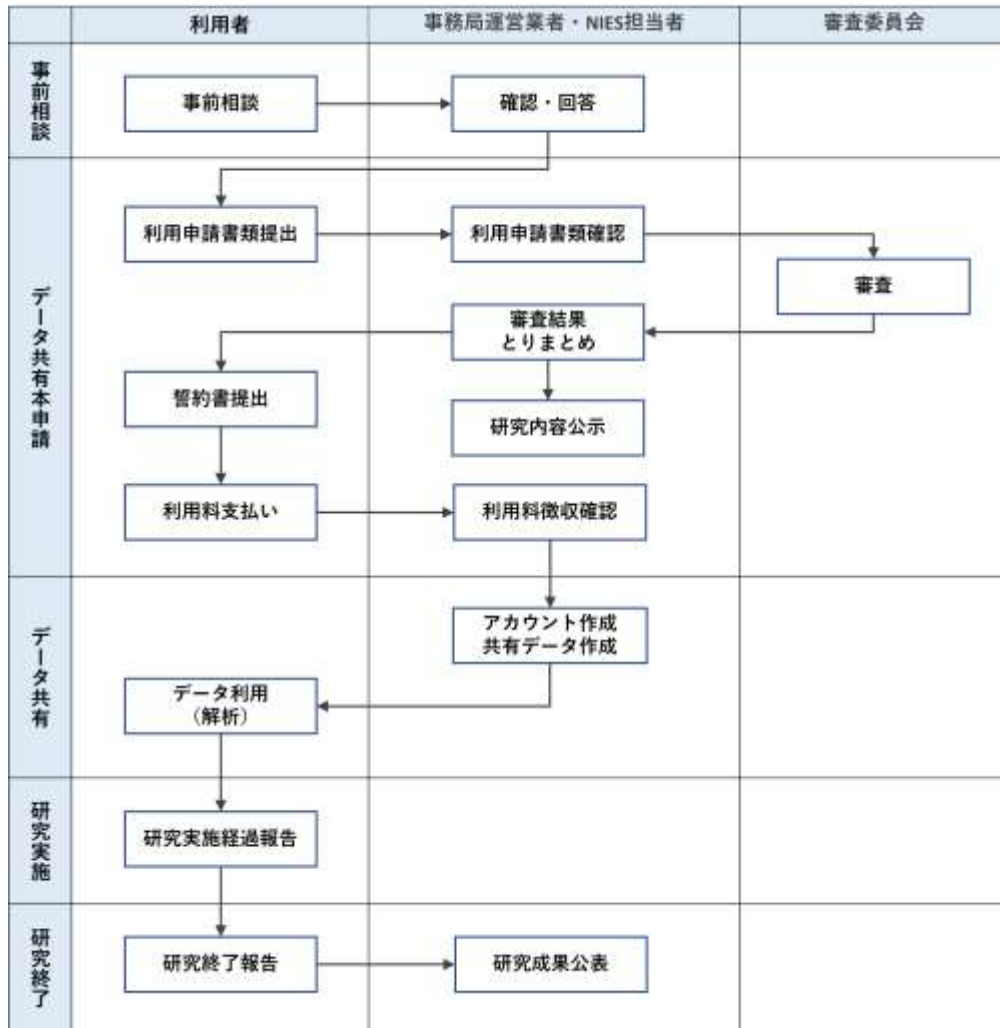 利用者
事務局運営業者・NIES担当者
審査委員会
事前相談
事前相談
確認・回答
データ共有本申請
利用申請書類提出
利用申請書類確認
審査
審査結果
とりまとめ
誓約書提出
研究内容公示
利用料支払い
利用料徴収確認
データ共有
アカウント作成
共有データ作成
データ利用
（解析）
研究実施
研究実施経過報告
研究終了
研究終了報告
研究成果公表